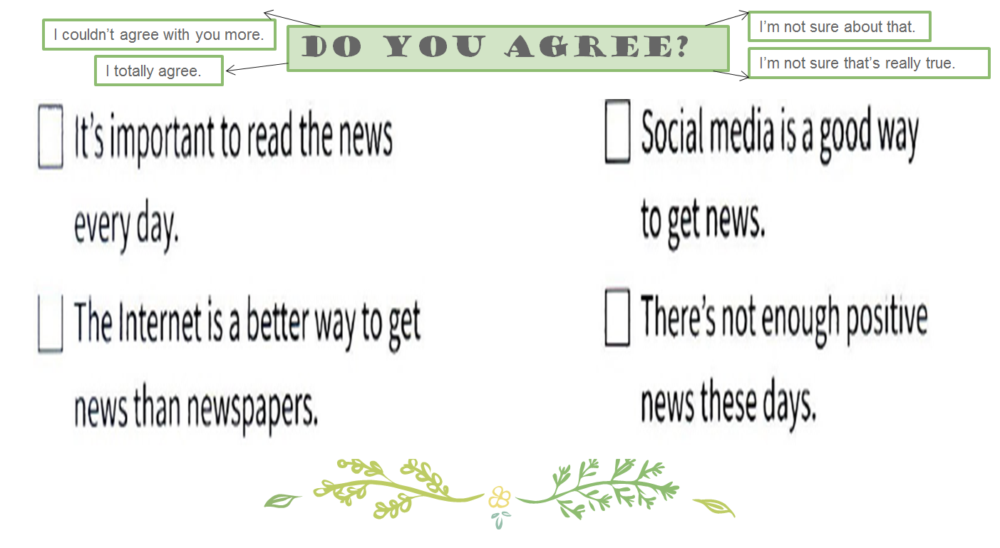 I couldn't agree with you more.
DO YOU AGREE?
I'm not sure about that.
I totally agree.
I'm not sure that's really true.
It's important to read the news
every day.
Social media is a good way
to get news.
The Internet is a better way to get
news than newspapers.
There's not enough positive
news these days.